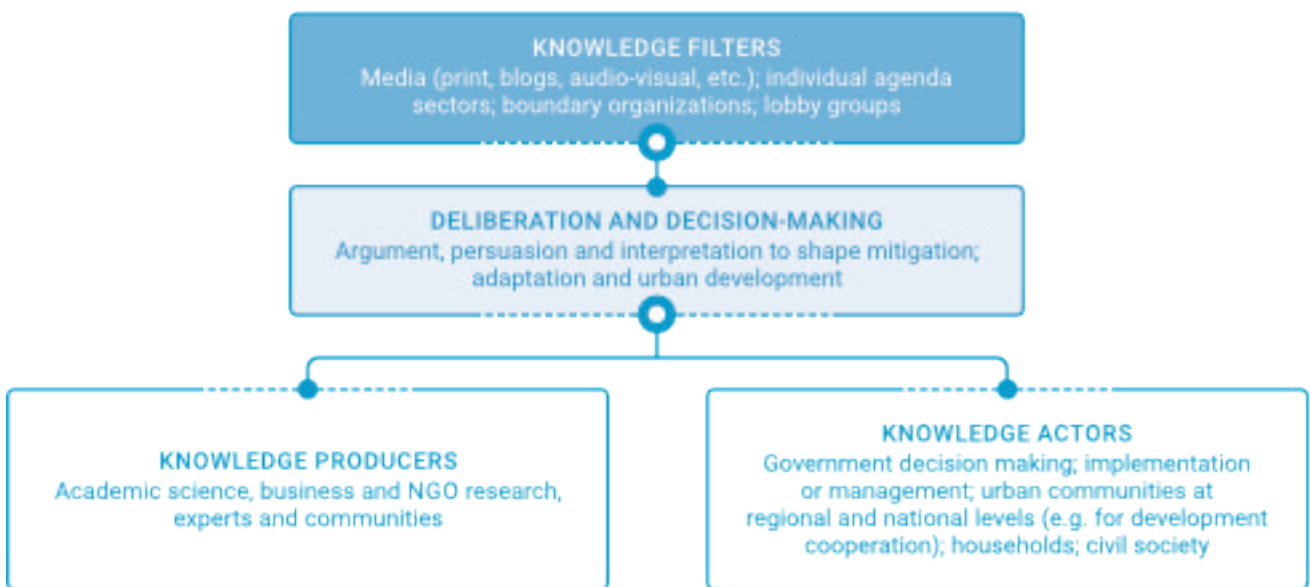 KNOWLEDGE FILTERS
Media (print, blogs, audio-visual, etc.); individual agenda
sectors; boundary organizations; lobby groups
DELIBERATION AND DECISION-MAKING
Argument, persuasion and interpretation to shape mitigation;
adaptation and urban development
KNOWLEDGE PRODUCERS
Academic science, business and NGO research,
experts and communities
KNOWLEDGE ACTORS
Government decision making; implementation
or management; urban communities at
regional and national levels (e.g. for development
cooperation); households; civil society